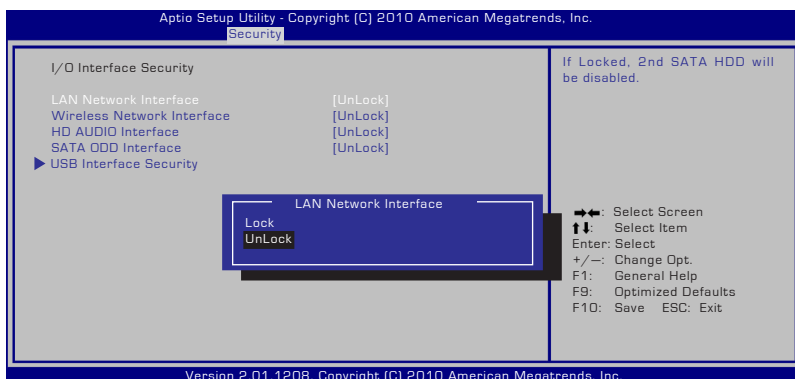 Aptio Setup Utility - Copyright (C) 2010 American Megatrends, Inc.
Security
I/O Interface Security
LAN Network Interface [UnLock]
Wireless Network Interface [UnLock]
HD AUDIO Interface [UnLock]
SATA ODD Interface [UnLock]
USB Interface Security
If Locked, 2nd SATA HDD will
be disabled.
LAN Network Interface
Lock
UnLock
→←: Select Screen
↑↓: Select Item
Enter: Select
+/—: Change Opt.
F1: General Help
F9: Optimized Defaults
F10: Save ESC: Exit
Version 2.01.1208. Copyright (C) 2010 American Megatrends, Inc.